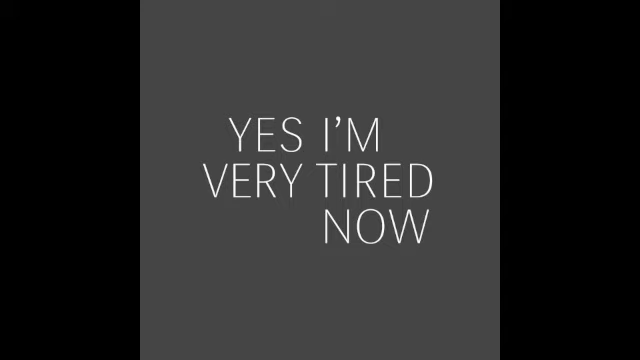 YES I’M
VERY TIRED
NOW